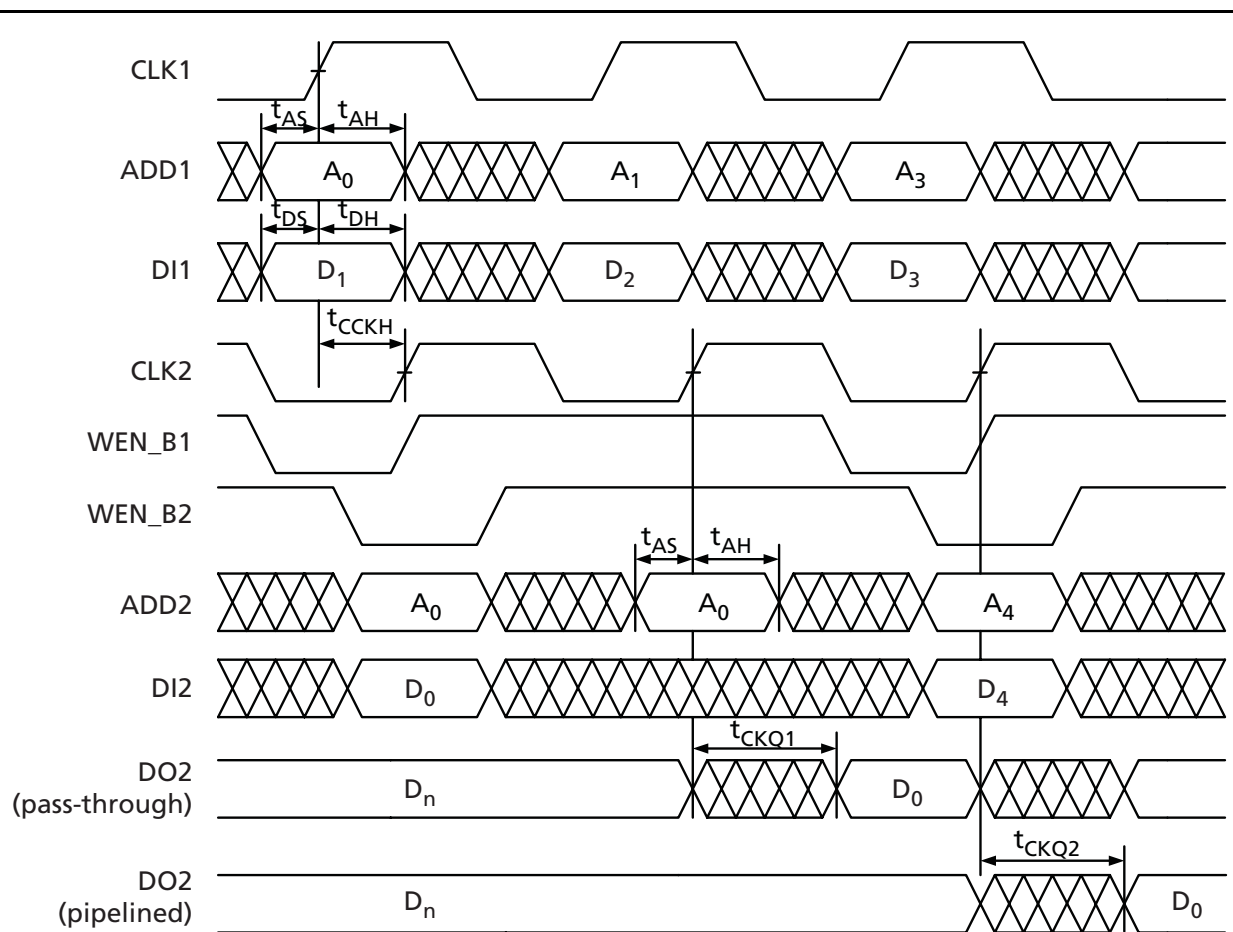 CLK1
tAS tAH
ADD1 A0 A1 A3
tDS tDH
DI1 D1 D2 D3
tCCKH
CLK2
WEN_B1
WEN_B2
tAS tAH
ADD2 A0 A0 A4
DI2 D0 D4
tCKQ1
DO2
(pass-through)
Dn D0
tCKQ2
DO2
(pipelined)
Dn D0